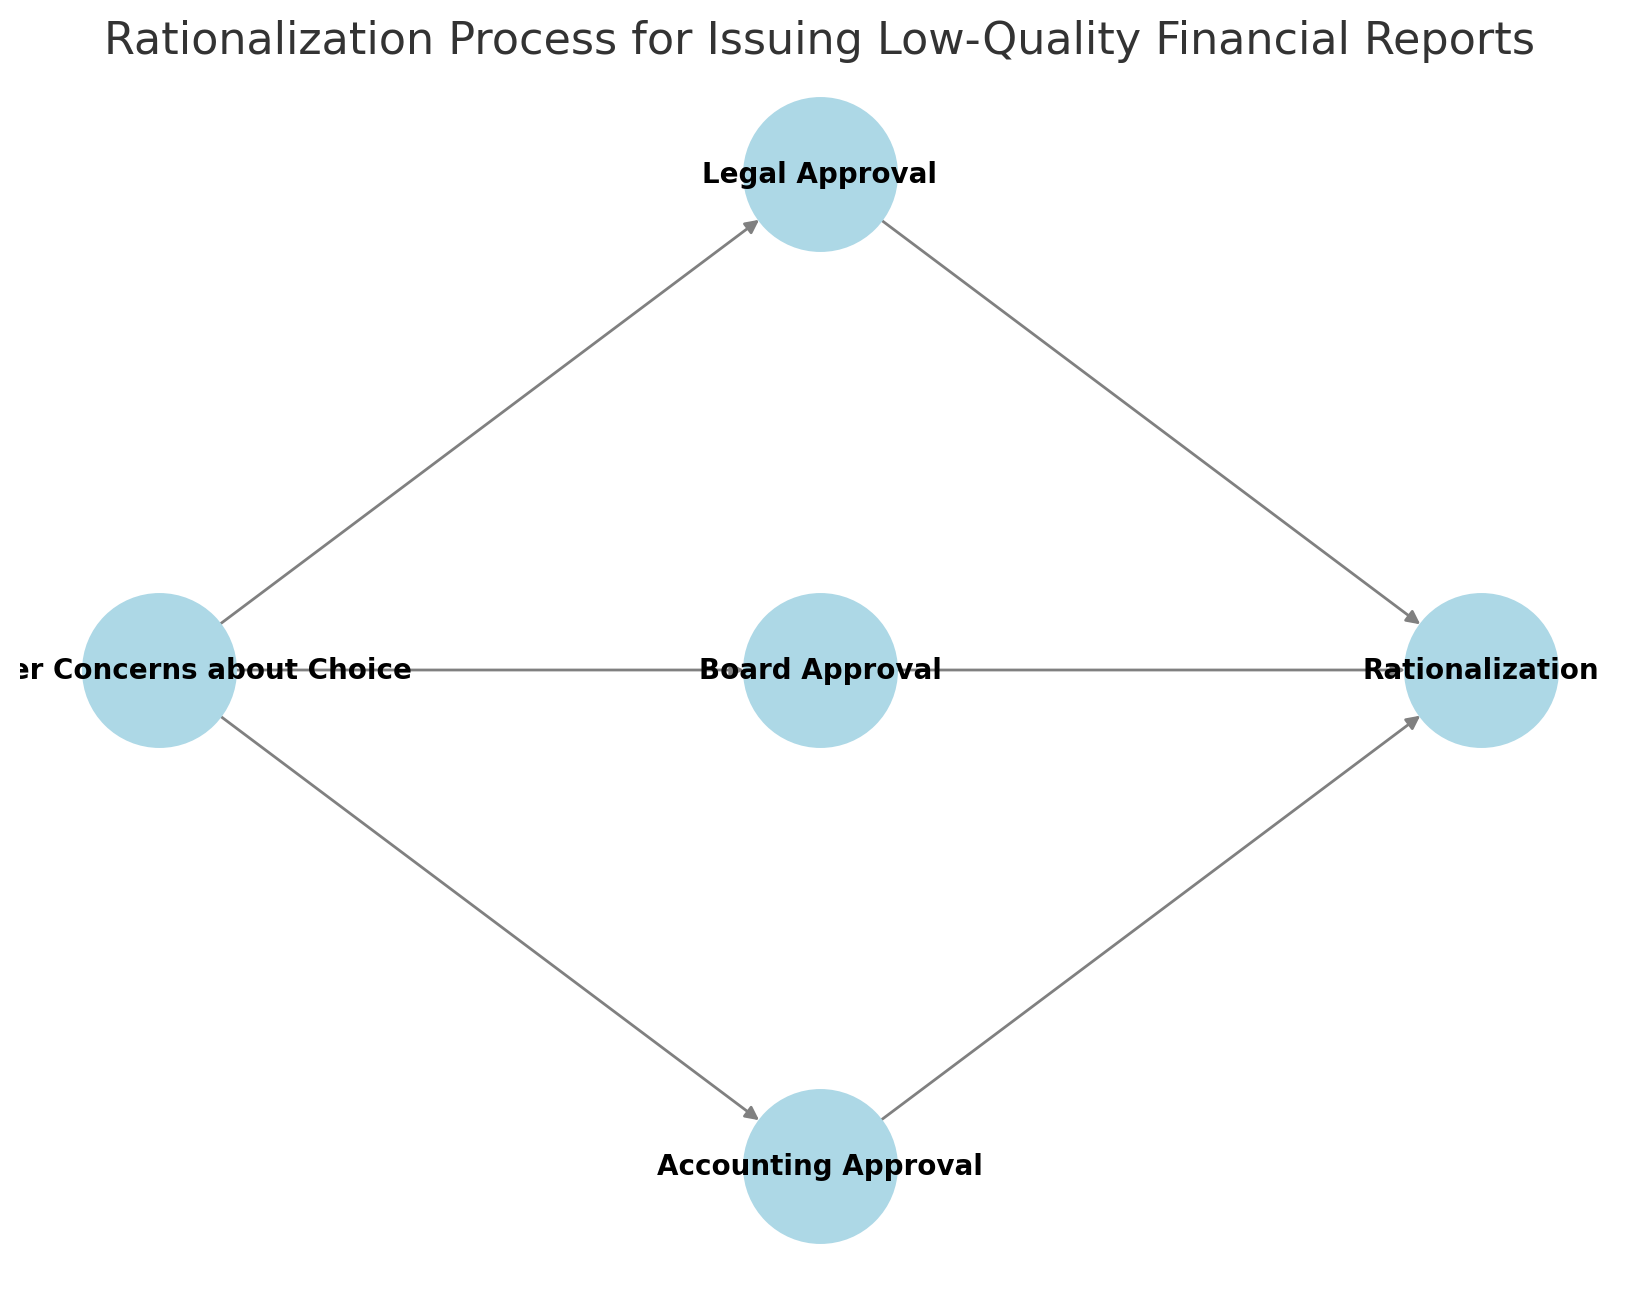 Rationalization Process for Issuing Low-Quality Financial Reports
Legal Approval
er Concerns about Choice
Board Approval
Rationalization
Accounting Approval